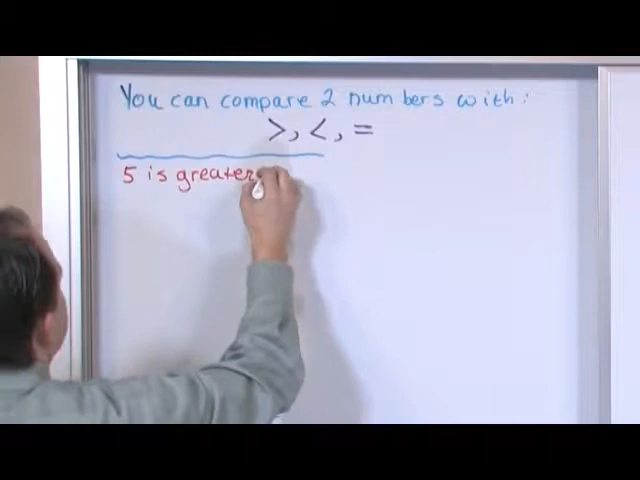 You can compare 2 numbers with:
>, <, =
5 is greater